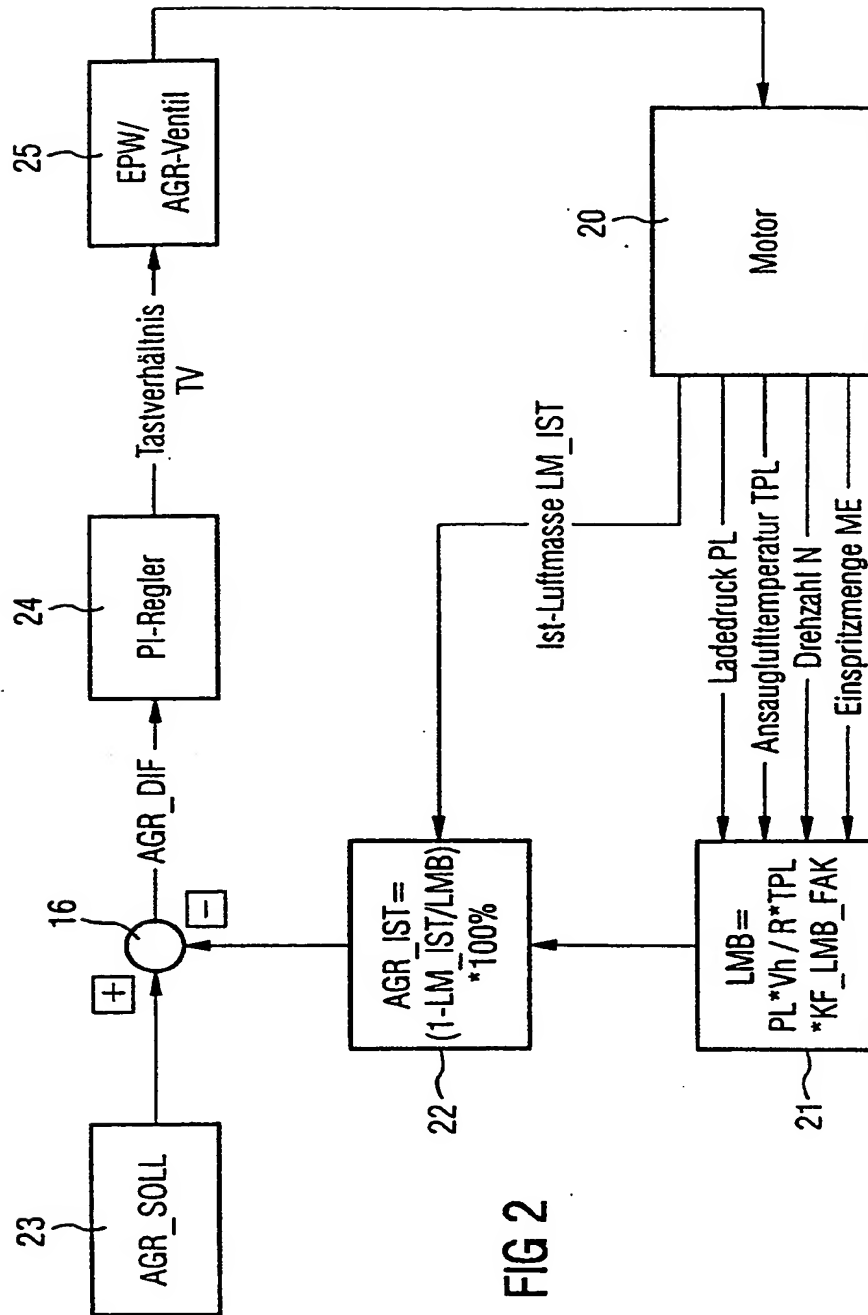 23
AGR_SOLL
+
16
−
AGR_DIF
24
PI-Regler
Tastverhältnis
TV
25
EPW/
AGR-Ventil
22
AGR_IST=
(1-LM_IST/LMB)
*100%
Ist-Luftmasse LM_IST
21
LMB=
PL*Vh / R*TPL
*KF_LMB_FAK
Ladedruck PL
Ansauglufttemperatur TPL
Drehzahl N
Einspritzmenge ME
20
Motor
FIG 2